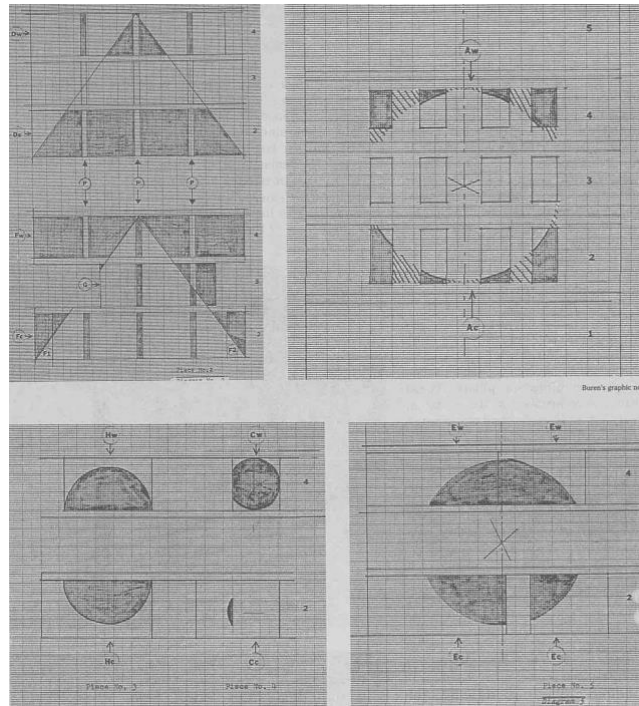 Dw
4
3
Dc
2
P P P
Fw
4
G
3
Fc
F1
F2
2
Piece No.2
5
Aw
4
3
2
Ac
1
Buren's graphic
Hw
Cw
4
2
Hc
Cc
Piece No. 3
Piece No. 4
Ew
Ew
4
2
Ec
Ec
Piece No. 5
Diagram 3